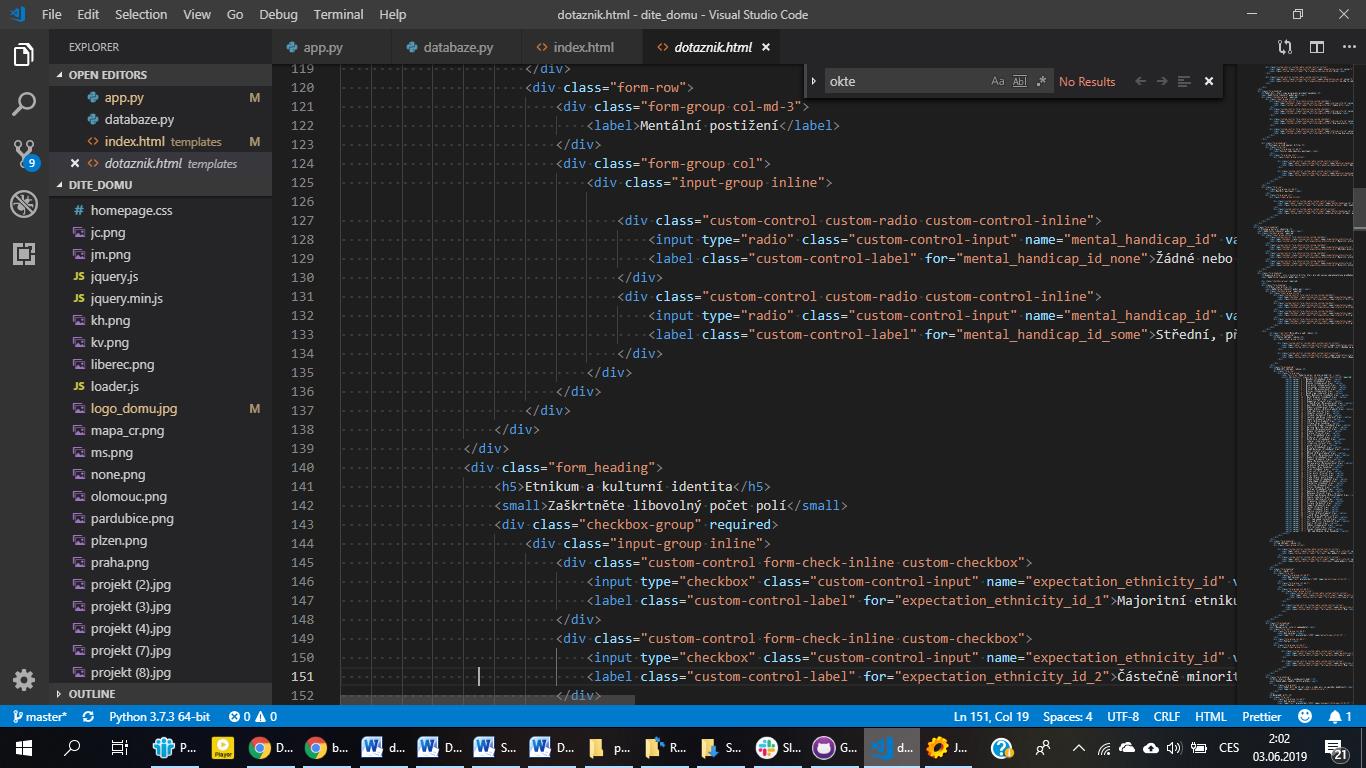 File Edit Selection View Go Debug Terminal Help dotaznik.html - dite_domu - Visual Studio Code
EXPLORER
OPEN EDITORS
app.py M
databaze.py
index.html templates M
dotaznik.html templates
DITE_DOMU
homepage.css
jc.png
jm.png
jquery.js
jquery.min.js
kh.png
kv.png
liberec.png
loader.js
logo_domu.jpg M
mapa_cr.png
ms.png
none.png
olomouc.png
pardubice.png
plzen.png
praha.png
projekt (2).jpg
projekt (3).jpg
projekt (4).jpg
projekt (7).jpg
projekt (8).jpg
OUTLINE
9
app.py databaze.py index.html dotaznik.html
okte Aa Abl .* No Results
119 </div>
120 <div class="form-row">
121 <div class="form-group col-md-3">
122 <label>Mentální postižení</label>
123 </div>
124 <div class="form-group col">
125 <div class="input-group inline">
126
127 <div class="custom-control custom-radio custom-control-inline">
128 <input type="radio" class="custom-control-input" name="mental_handicap_id" va
129 <label class="custom-control-label" for="mental_handicap_id_none">Žádné nebo
130 </div>
131 <div class="custom-control custom-radio custom-control-inline">
132 <input type="radio" class="custom-control-input" name="mental_handicap_id" va
133 <label class="custom-control-label" for="mental_handicap_id_some">Střední, př
134 </div>
135 </div>
136 </div>
137 </div>
138 </div>
139 </div>
140 <div class="form_heading">
141 <h5>Etnikum a kulturní identita</h5>
142 <small>Zaškrtněte libovolný počet polí</small>
143 <div class="checkbox-group" required>
144 <div class="input-group inline">
145 <div class="custom-control form-check-inline custom-checkbox">
146 <input type="checkbox" class="custom-control-input" name="expectation_ethnicity_id" v
147 <label class="custom-control-label" for="expectation_ethnicity_id_1">Majoritní etniku
148 </div>
149 <div class="custom-control form-check-inline custom-checkbox">
150 <input type="checkbox" class="custom-control-input" name="expectation_ethnicity_id" v
151 <label class="custom-control-label" for="expectation_ethnicity_id_2">Částečně minorit
152 </div>
master* Python 3.7.3 64-bit 0 0 Ln 151, Col 19 Spaces: 4 UTF-8 CRLF HTML Prettier 1
P... Player D... b... d... D... S... D... p... R... S... Sl... G... d... J... CES 2:02
03.06.2019 21